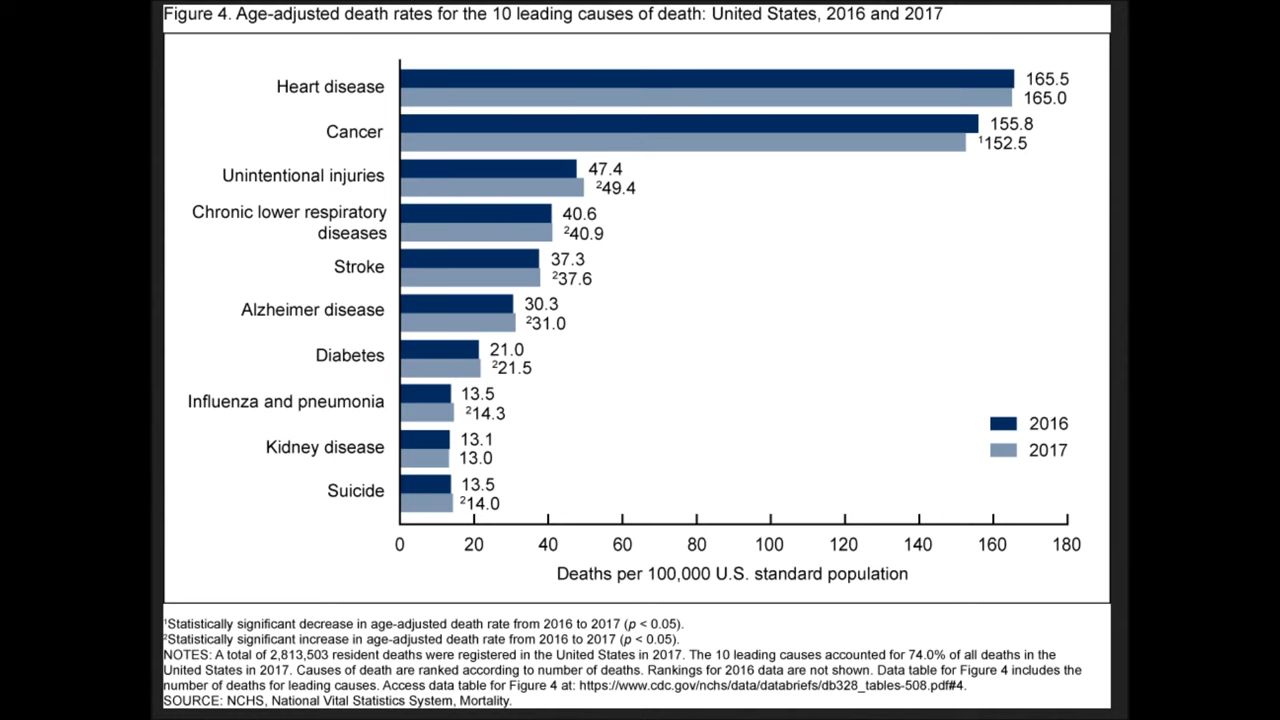 Figure 4. Age-adjusted death rates for the 10 leading causes of death: United States, 2016 and 2017
Heart disease
165.5
165.0
Cancer
155.8
¹152.5
Unintentional injuries
47.4
²49.4
Chronic lower respiratory
diseases
40.6
²40.9
Stroke
37.3
²37.6
Alzheimer disease
30.3
²31.0
Diabetes
21.0
²21.5
Influenza and pneumonia
13.5
²14.3
Kidney disease
13.1
13.0
Suicide
13.5
²14.0
2016
2017
0 20 40 60 80 100 120 140 160 180
Deaths per 100,000 U.S. standard population
¹Statistically significant decrease in age-adjusted death rate from 2016 to 2017 (p < 0.05).
²Statistically significant increase in age-adjusted death rate from 2016 to 2017 (p < 0.05).
NOTES: A total of 2,813,503 resident deaths were registered in the United States in 2017. The 10 leading causes accounted for 74.0% of all deaths in the
United States in 2017. Causes of death are ranked according to number of deaths. Rankings for 2016 data are not shown. Data table for Figure 4 includes the
number of deaths for leading causes. Access data table for Figure 4 at: https://www.cdc.gov/nchs/data/databriefs/db328_tables-508.pdf#4.
SOURCE: NCHS, National Vital Statistics System, Mortality.